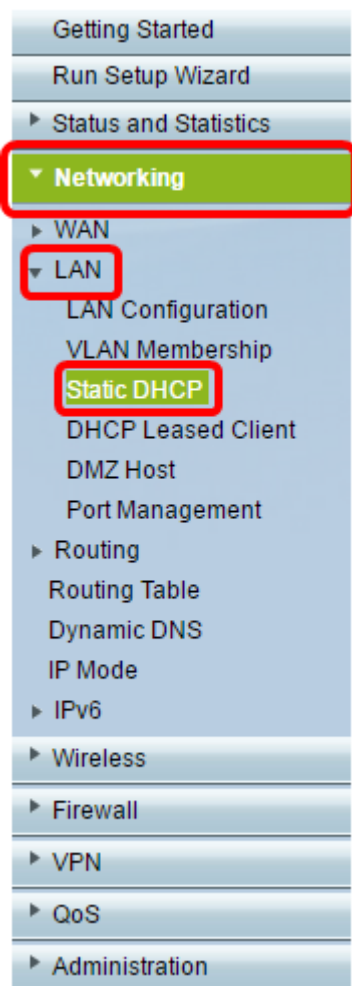 Getting Started
Run Setup Wizard
Status and Statistics
Networking
WAN
LAN
LAN Configuration
VLAN Membership
Static DHCP
DHCP Leased Client
DMZ Host
Port Management
Routing
Routing Table
Dynamic DNS
IP Mode
IPv6
Wireless
Firewall
VPN
QoS
Administration